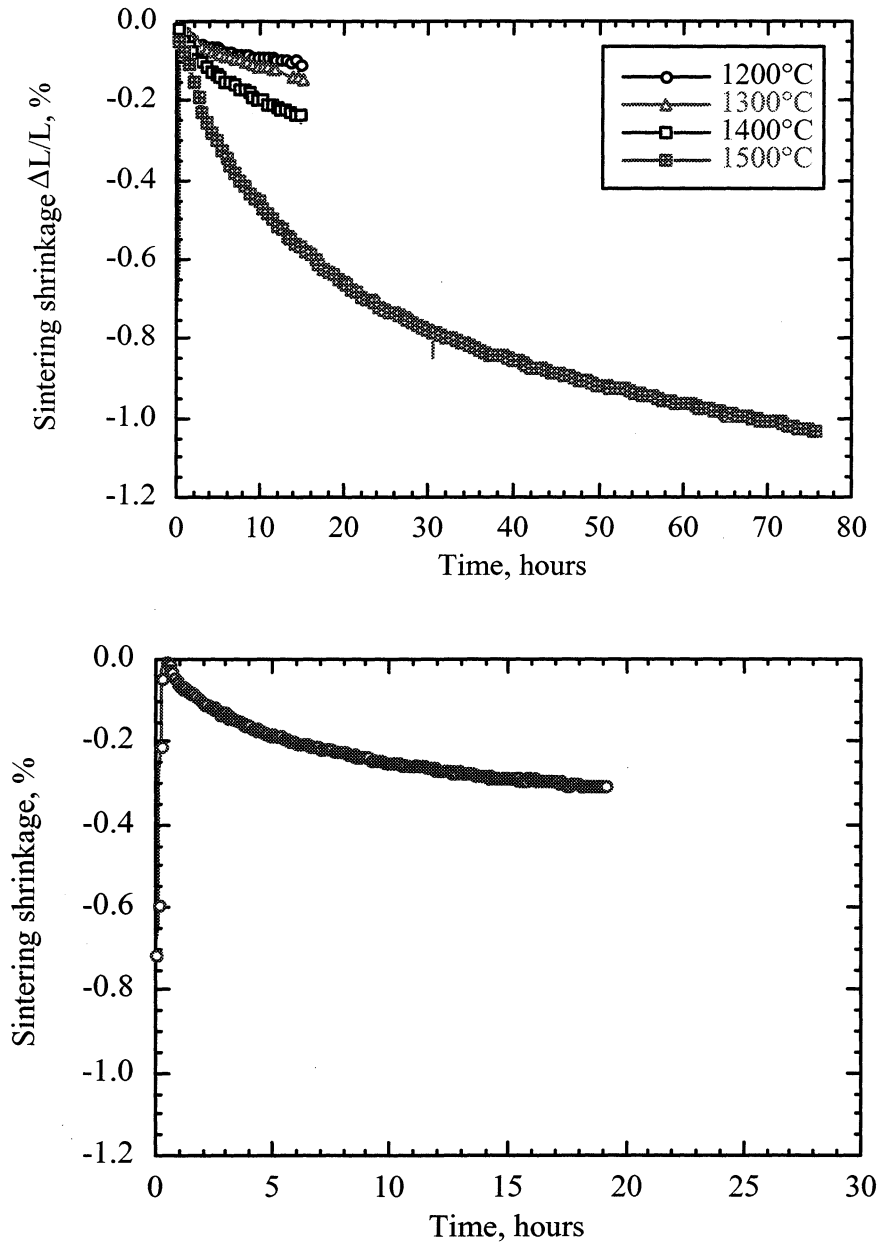 0.0
-0.2
-0.4
-0.6
-0.8
-1.0
-1.2
Sintering shrinkage ΔL/L, %
1200°C
1300°C
1400°C
1500°C
0 10 20 30 40 50 60 70 80
Time, hours
0.0
-0.2
-0.4
-0.6
-0.8
-1.0
-1.2
Sintering shrinkage, %
0 5 10 15 20 25 30
Time, hours